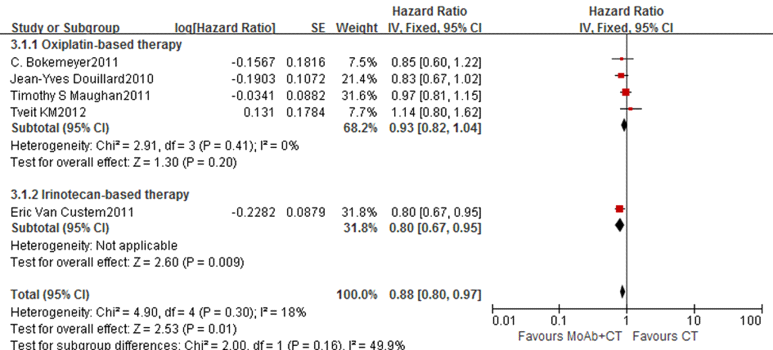 Hazard Ratio Hazard Ratio
Study or Subgroup log[Hazard Ratio] SE Weight IV, Fixed, 95% CI IV, Fixed, 95% CI
3.1.1 Oxiplatin-based therapy
C. Bokemeyer2011 -0.1567 0.1816 7.5% 0.85 [0.60, 1.22]
Jean-Yves Douillard2010 -0.1903 0.1072 21.4% 0.83 [0.67, 1.02]
Timothy S Maughan2011 -0.0341 0.0882 31.6% 0.97 [0.81, 1.15]
Tveit KM2012 0.131 0.1784 7.7% 1.14 [0.80, 1.62]
Subtotal (95% CI) 68.2% 0.93 [0.82, 1.04]
Heterogeneity: Chi² = 2.91, df = 3 (P = 0.41); I² = 0%
Test for overall effect: Z = 1.30 (P = 0.20)
3.1.2 Irinotecan-based therapy
Eric Van Custem2011 -0.2282 0.0879 31.8% 0.80 [0.67, 0.95]
Subtotal (95% CI) 31.8% 0.80 [0.67, 0.95]
Heterogeneity: Not applicable
Test for overall effect: Z = 2.60 (P = 0.009)
Total (95% CI) 100.0% 0.88 [0.80, 0.97]
Heterogeneity: Chi² = 4.90, df = 4 (P = 0.30); I² = 18%
Test for overall effect: Z = 2.53 (P = 0.01)
Test for subgroup differences: Chi² = 2.00, df = 1 (P = 0.16), I² = 49.9%
0.01 0.1 1 10 100
Favours MoAb+CT Favours CT